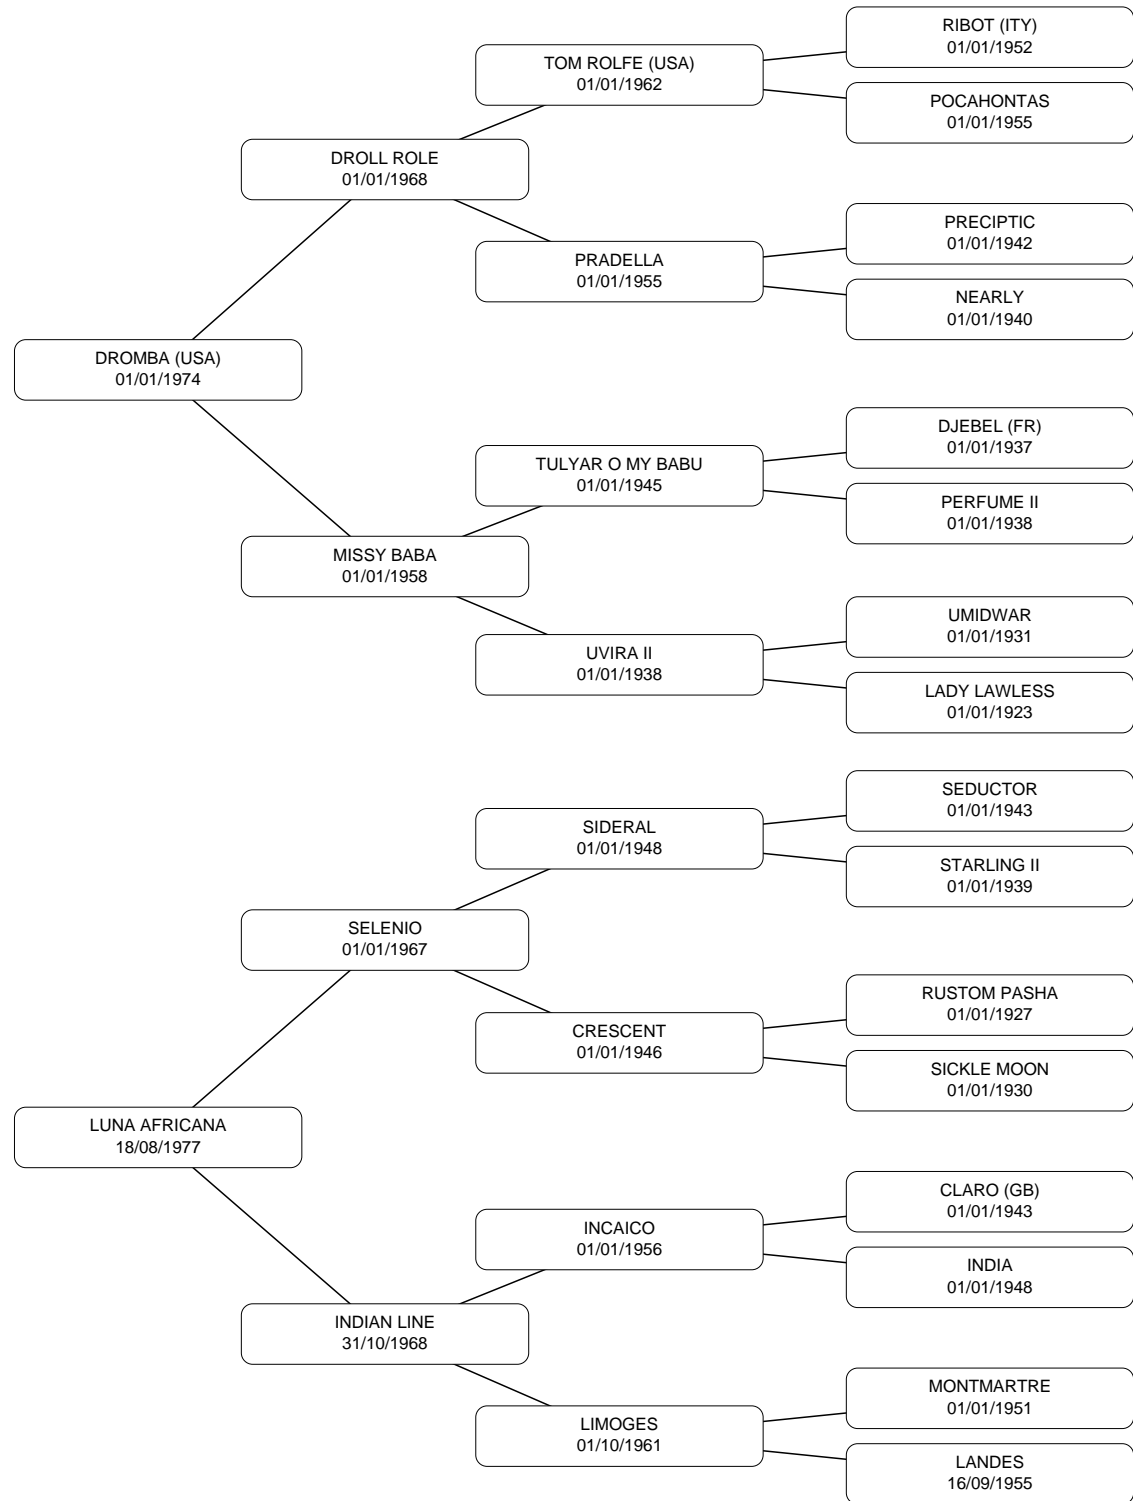 RIBOT (ITY)
01/01/1952
TOM ROLFE (USA)
01/01/1962
POCAHONTAS
01/01/1955
DROLL ROLE
01/01/1968
PRECIPTIC
01/01/1942
PRADELLA
01/01/1955
NEARLY
01/01/1940
DROMBA (USA)
01/01/1974
DJEBEL (FR)
01/01/1937
TULYAR O MY BABU
01/01/1945
PERFUME II
01/01/1938
MISSY BABA
01/01/1958
UMIDWAR
01/01/1931
UVIRA II
01/01/1938
LADY LAWLESS
01/01/1923
SEDUCTOR
01/01/1943
SIDERAL
01/01/1948
STARLING II
01/01/1939
SELENIO
01/01/1967
RUSTOM PASHA
01/01/1927
CRESCENT
01/01/1946
SICKLE MOON
01/01/1930
LUNA AFRICANA
18/08/1977
CLARO (GB)
01/01/1943
INCAICO
01/01/1956
INDIA
01/01/1948
INDIAN LINE
31/10/1968
MONTMARTRE
01/01/1951
LIMOGES
01/10/1961
LANDES
16/09/1955